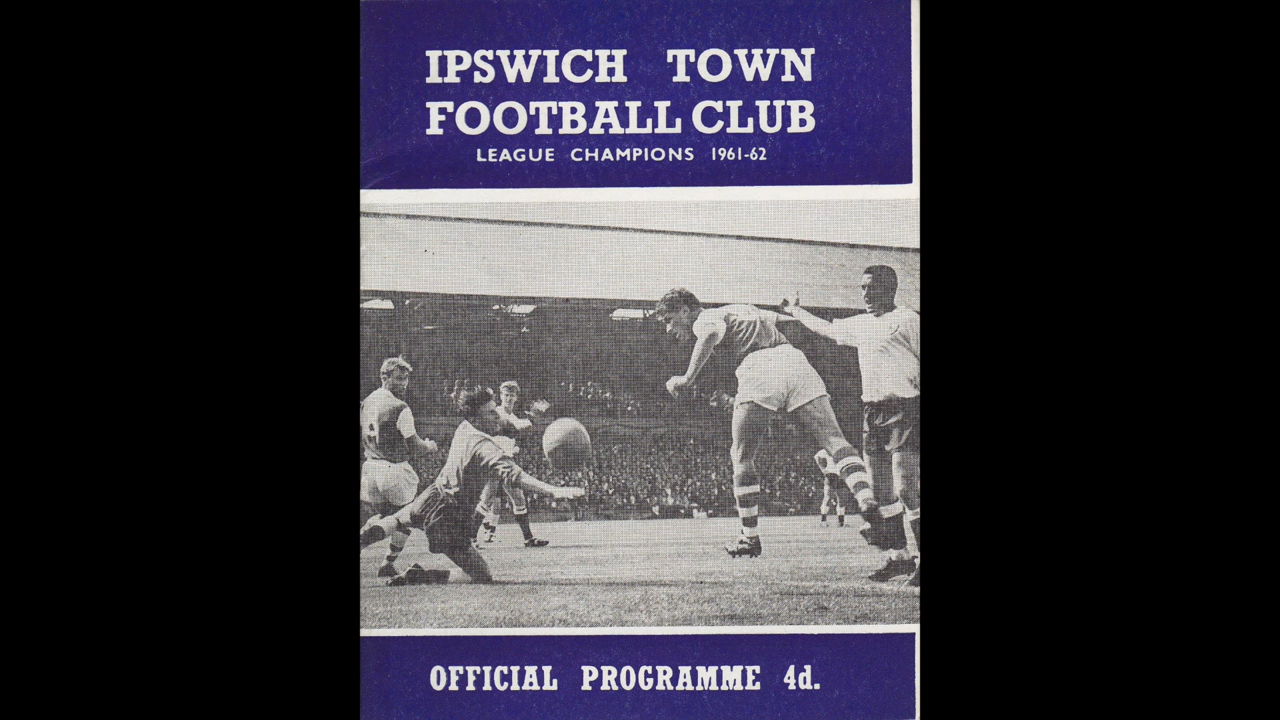 IPSWICH TOWN
FOOTBALL CLUB
LEAGUE CHAMPIONS 1961-62
OFFICIAL PROGRAMME 4d.